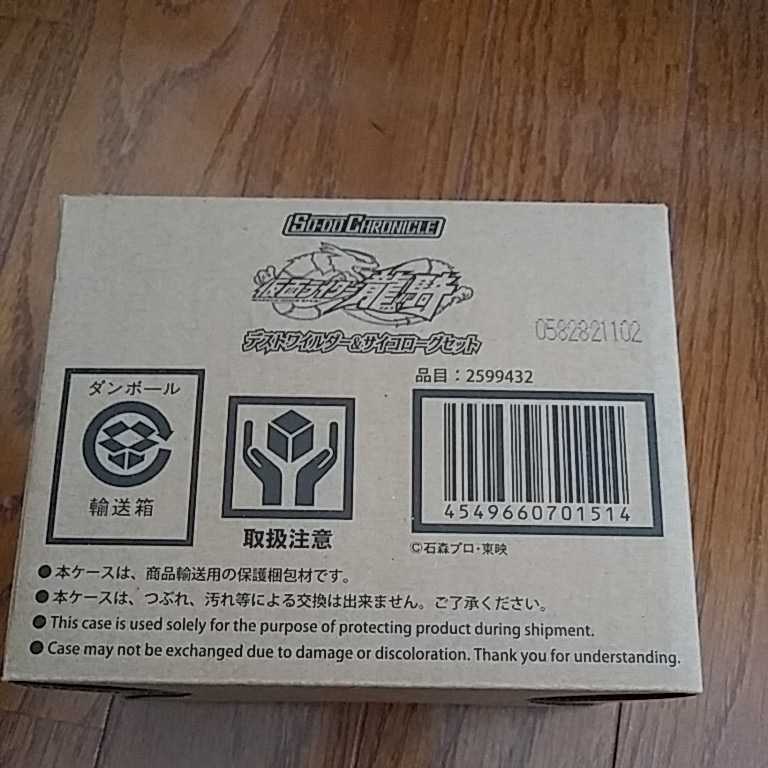 SO-DO CHRONICLE
仮面ライダー龍騎
デストワイルダー&サイコローグセット
0582821102
ダンボール
輸送箱
取扱注意
品目：2599432
4549660701514
©石森プロ・東映
●本ケースは、商品輸送用の保護梱包材です。
●本ケースは、つぶれ、汚れ等による交換は出来ません。ご了承ください。
●This case is used solely for the purpose of protecting product during shipment.
●Case may not be exchanged due to damage or discoloration. Thank you for understanding.